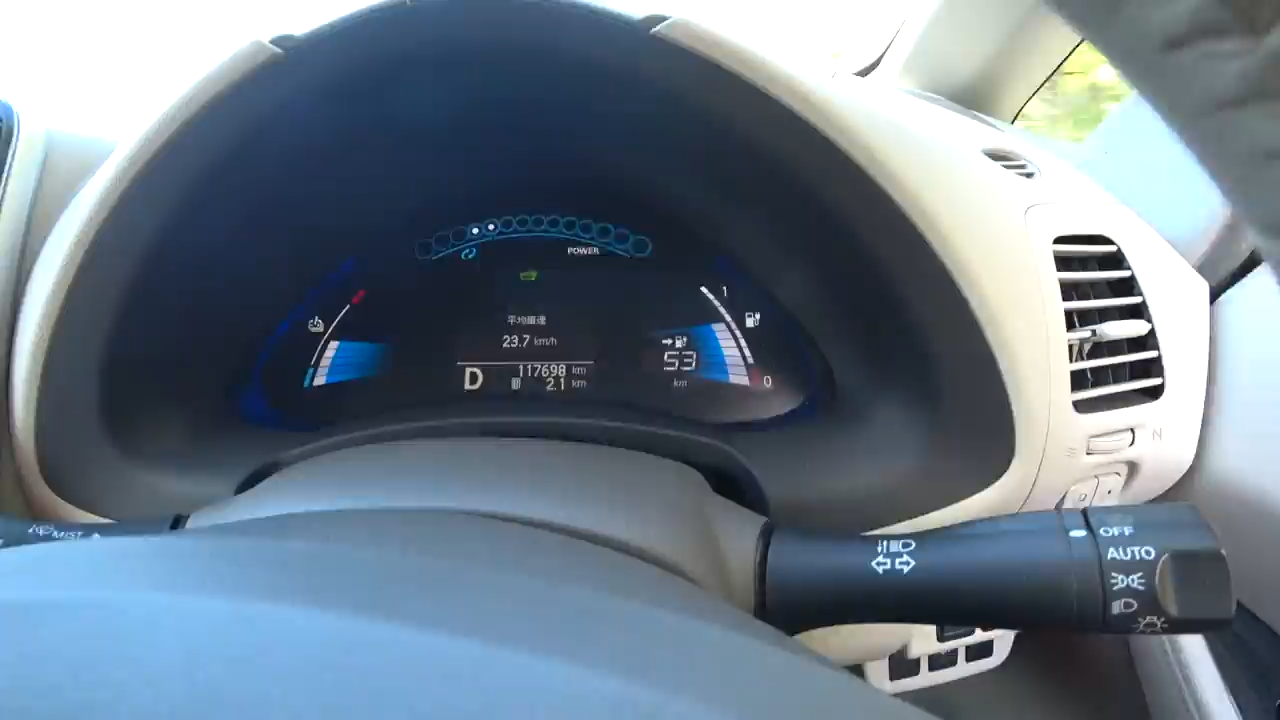 POWER
1
平均車速
23.7 km/h
53
km
D
117698 km
2.1 km
0
N
OFF
AUTO
MIST